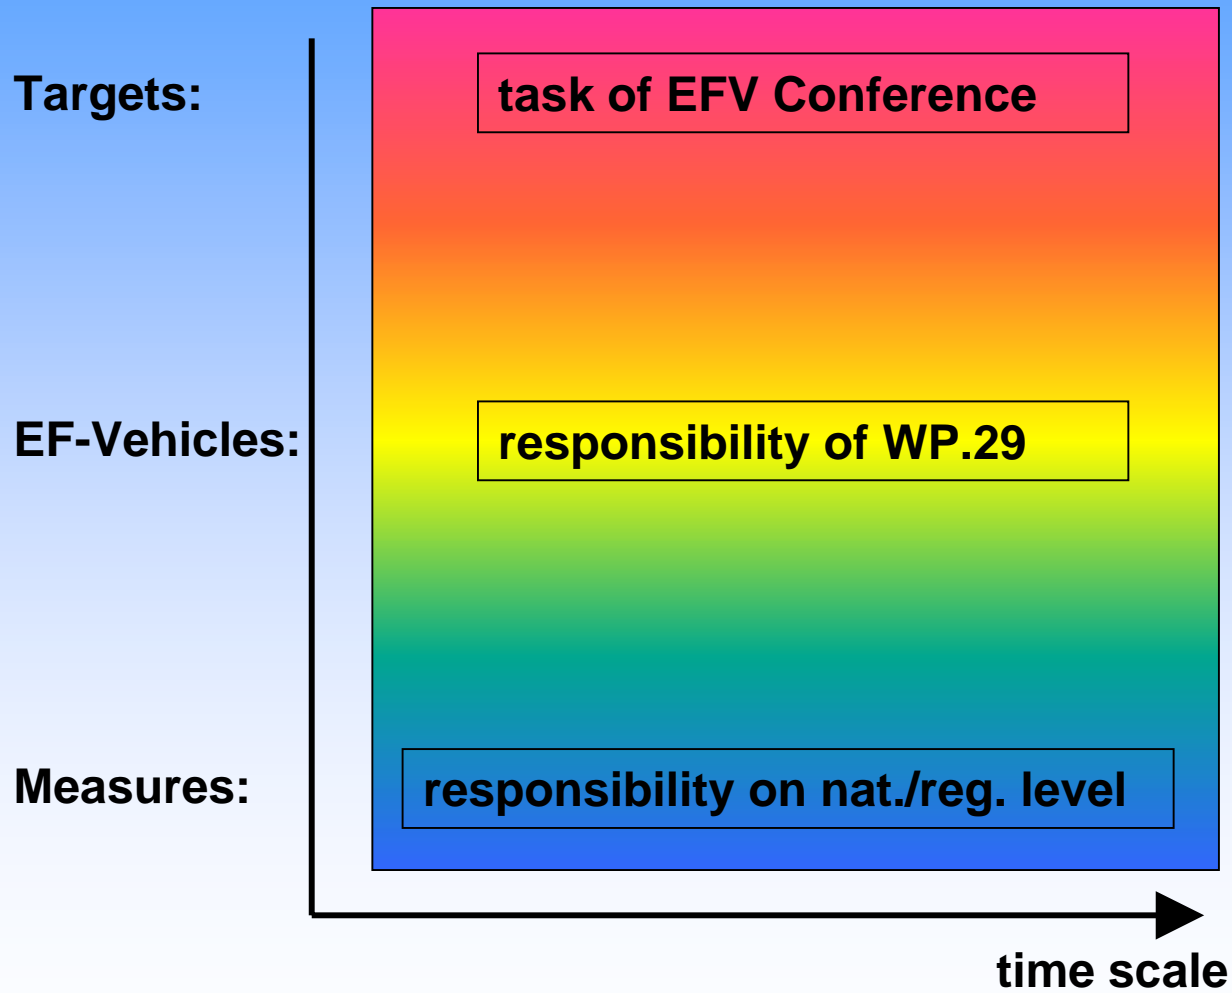 Targets:
task of EFV Conference
EF-Vehicles:
responsibility of WP.29
Measures:
responsibility on nat./reg. level
time scale